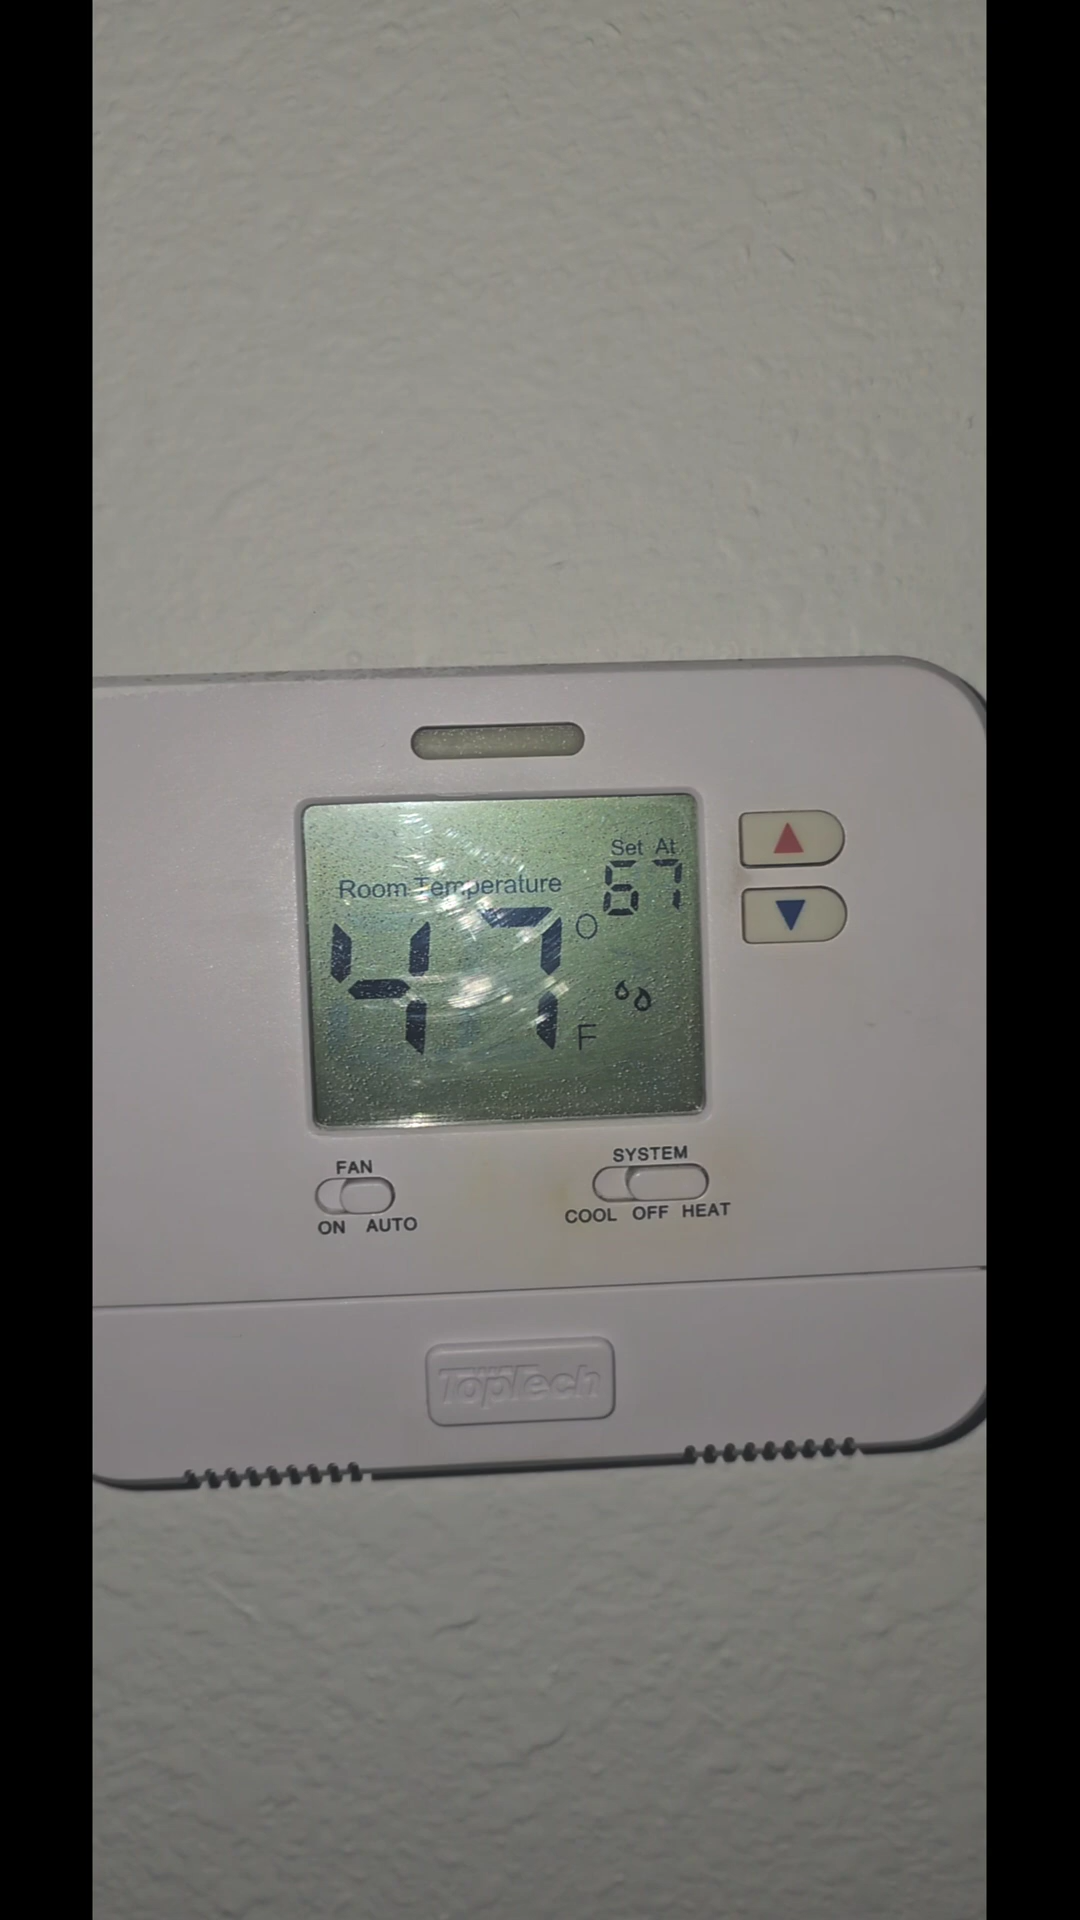 Set At
67
Room Temperature
47°F
FAN
ON AUTO
SYSTEM
COOL OFF HEAT
TopTech